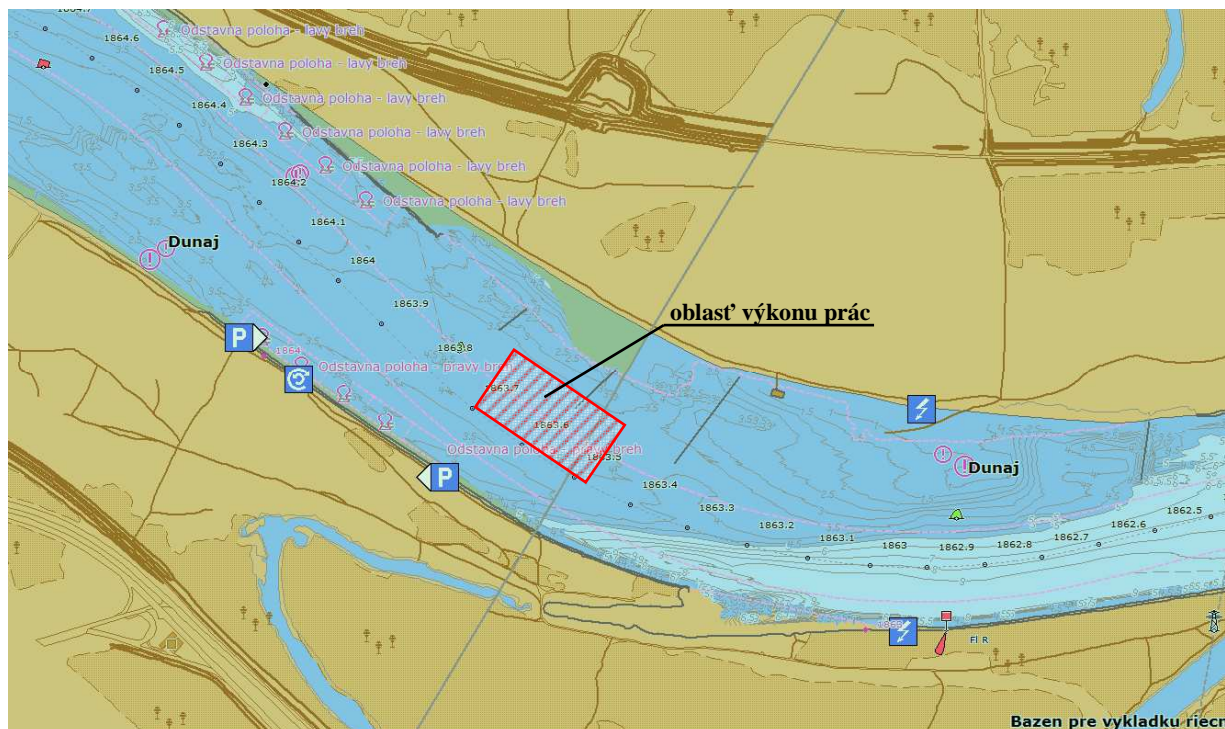 1864.6
Odstavna poloha - lavy breh
1864.5
Odstavna poloha - lavy breh
1864.4
Odstavna poloha - lavy breh
1864.3
Odstavna poloha - lavy breh
1864.2
Odstavna poloha - lavy breh
Odstavna poloha - lavy breh
1864.1
Dunaj
1864
1863.9
oblasť výkonu prác
P
1864
1863.8
Odstavna poloha - pravy breh
1863.7
1863.6
Odstavna poloha - pravy breh
1863.5
P
Dunaj
1863.4
1863.3
1863.2
1863.1
1863
1862.9
1862.8
1862.7
1862.6
1862.5
Fl R
Bazen pre vykladku riecn